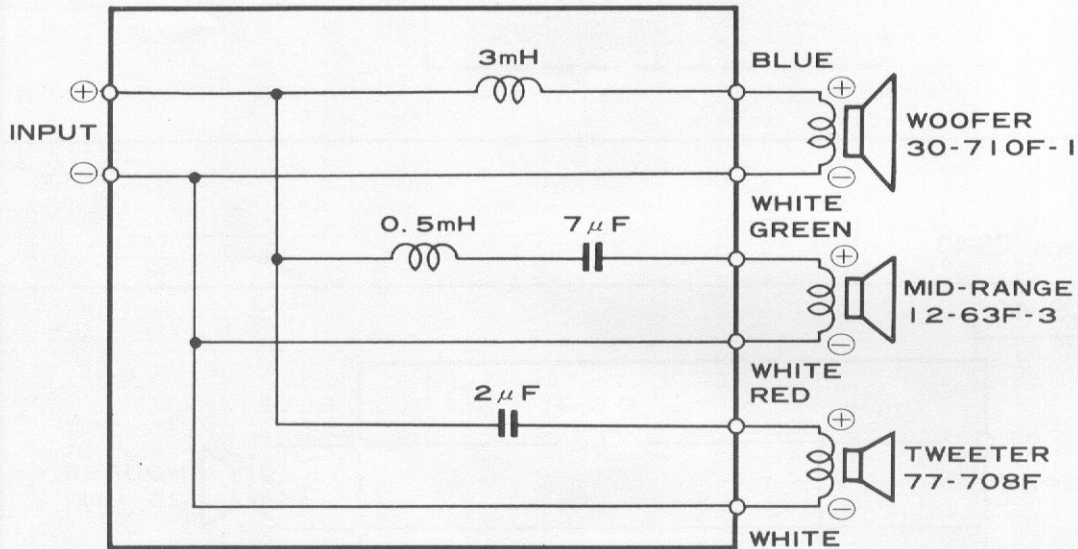 3mH
BLUE
⊕
⊕
INPUT
WOOFER
30-710F-1
⊖
⊖
WHITE
GREEN
0.5mH
7μF
⊕
MID-RANGE
12-63F-3
⊖
WHITE
RED
2μF
⊕
TWEETER
77-708F
⊖
WHITE